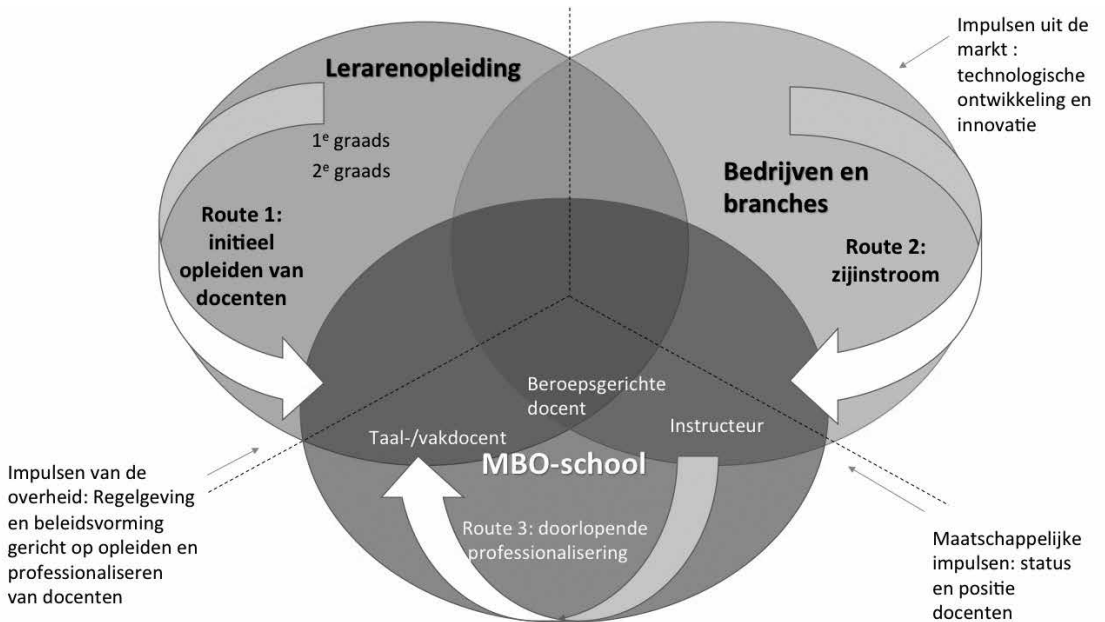 Lerarenopleiding
1e graads
2e graads
Route 1:
initieel
opleiden van
docenten
Impulsen uit de
markt :
technologische
ontwikkeling en
innovatie
Bedrijven en
branches
Route 2:
zijinstroom
Beroepsgerichte
docent
Taal-/vakdocent
Instructeur
MBO-school
Route 3: doorlopende
professionalisering
Impulsen van de
overheid: Regelgeving
en beleidsvorming
gericht op opleiden en
professionaliseren
van docenten
Maatschappelijke
impulsen: status
en positie
docenten